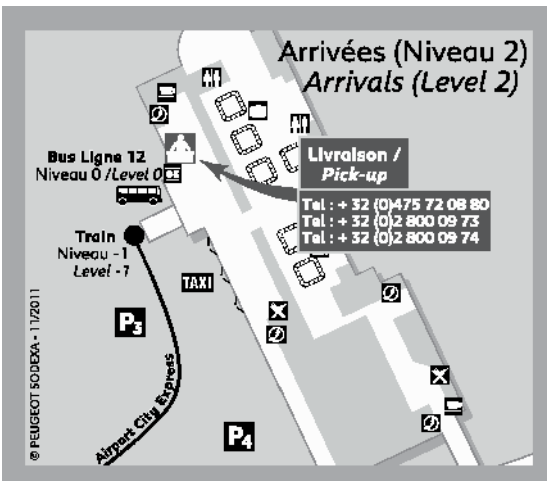 Arrivées (Niveau 2)
Arrivals (Level 2)
Bus Ligne 12
Niveau 0 /Level 0
Livraison /
Pick-up
Tel : + 32 (0)475 72 08 80
Tel : + 32 (0)2 800 09 73
Tel : + 32 (0)2 800 09 74
Train
Niveau -1
Level -1
TAXI
P3
Airport City Express
P4
© PEUGEOT SODEXA - 11/2011